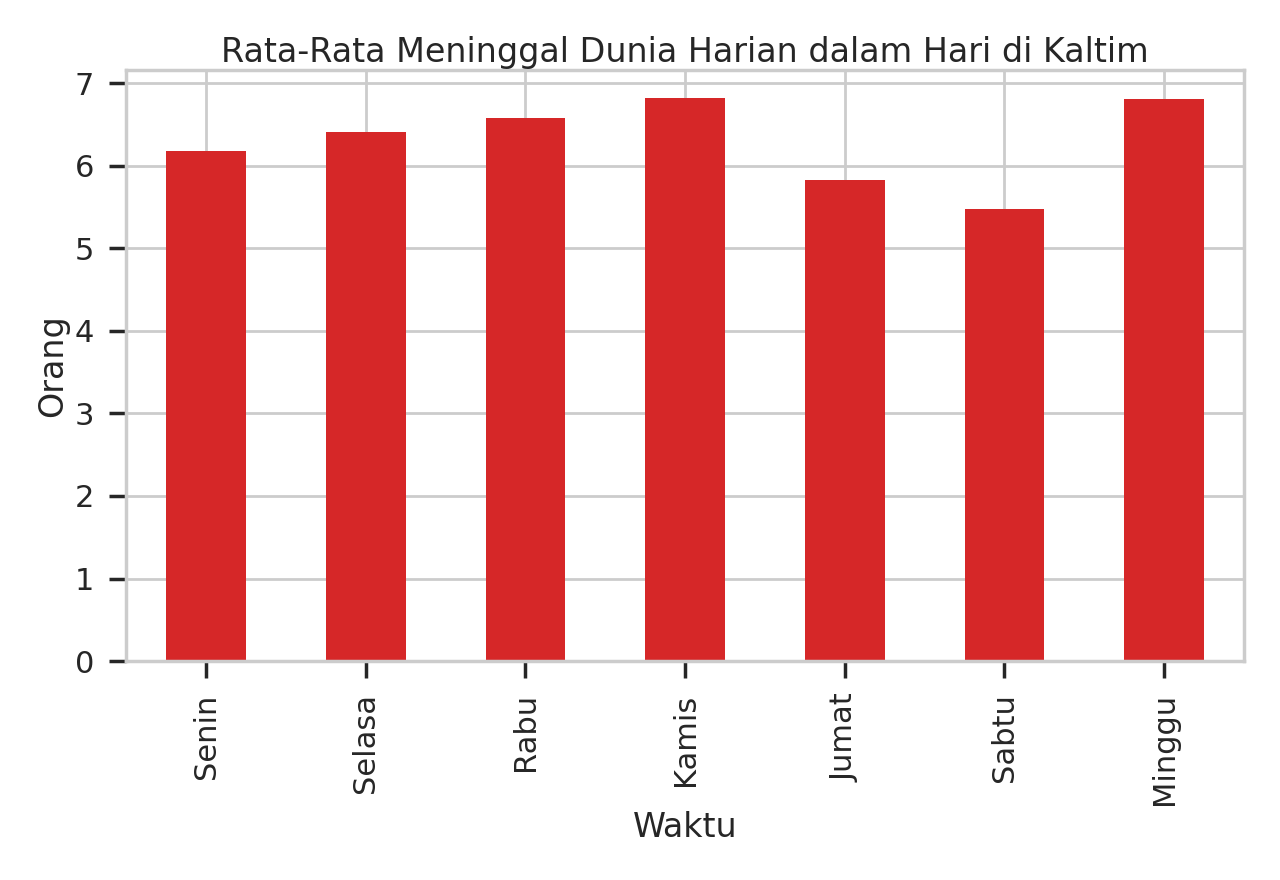 Rata-Rata Meninggal Dunia Harian dalam Hari di Kaltim
7
6
5
4
3
2
1
0
Orang
Senin
Selasa
Rabu
Kamis
Jumat
Sabtu
Minggu
Waktu